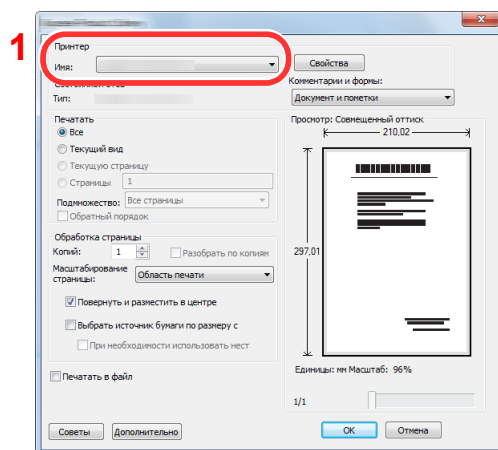 1
Принтер
Имя:
Свойства
Комментарии и формы:
Тип:
Документ и пометки
Печатать
Все
Текущий вид
Текущую страницу
Страницы 1
Подмножество: Все страницы
Обратный порядок
Просмотр: Совмещенный оттиск
210,02
297,01
Обработка страницы
Копий: 1 Разобрать по копиям
Масштабирование
страницы: Область печати
Повернуть и разместить в центре
Выбрать источник бумаги по размеру с
При необходимости использовать нест
Единицы: мм Масштаб: 96%
Печатать в файл
1/1
Советы Дополнительно
OK Отмена